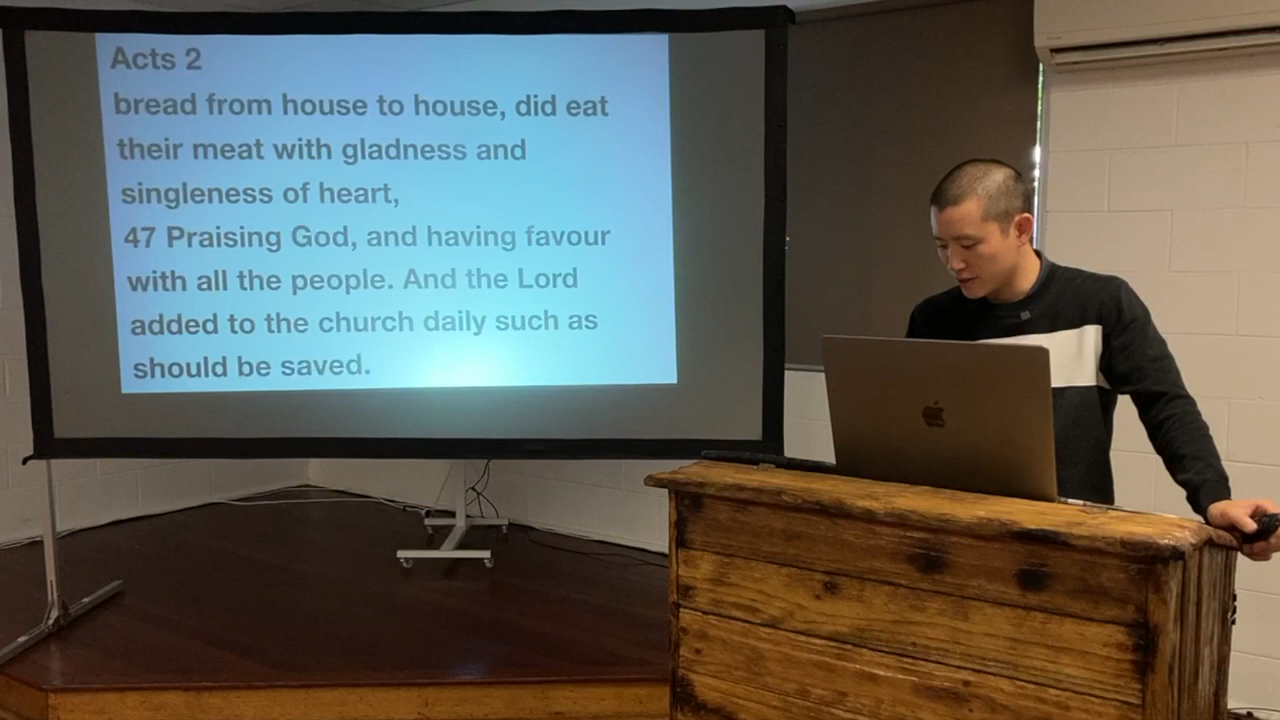 Acts 2
bread from house to house, did eat
their meat with gladness and
singleness of heart,
47 Praising God, and having favour
with all the people. And the Lord
added to the church daily such as
should be saved.